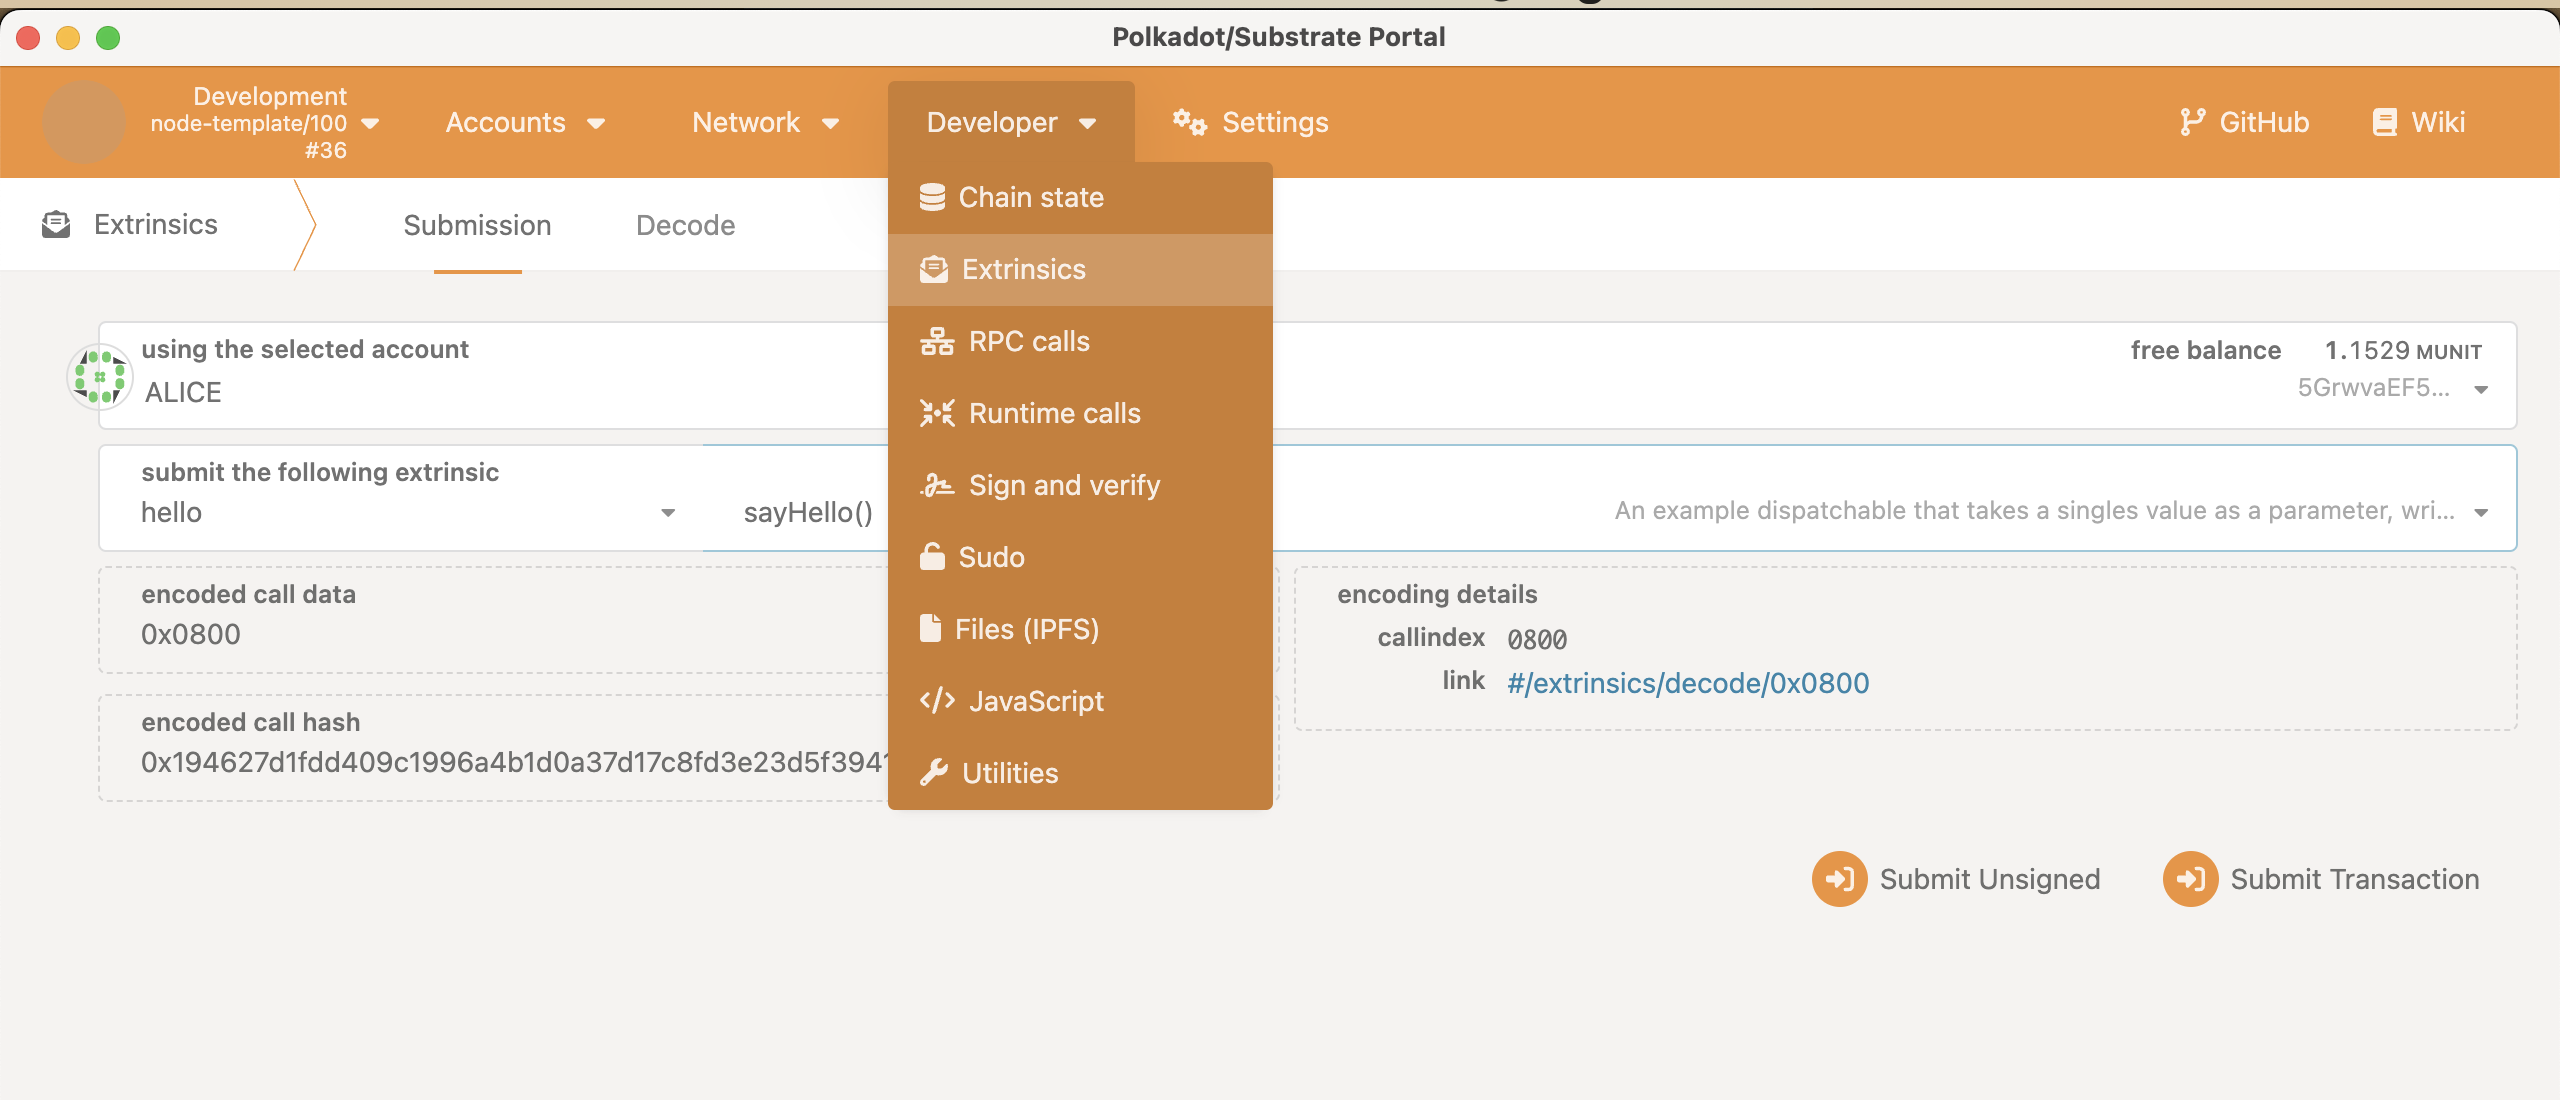 Polkadot/Substrate Portal
Development
node-template/100
#36
Accounts
Network
Developer
Settings
GitHub
Wiki
Extrinsics
Submission
Decode
Chain state
Extrinsics
RPC calls
Runtime calls
Sign and verify
Sudo
Files (IPFS)
JavaScript
Utilities
using the selected account
ALICE
free balance 1.1529 MUNIT
5GrwvaEF5...
submit the following extrinsic
hello
sayHello()
An example dispatchable that takes a singles value as a parameter, wri...
encoded call data
0x0800
encoding details
callindex 0800
link #/extrinsics/decode/0x0800
encoded call hash
0x194627d1fdd409c1996a4b1d0a37d17c8fd3e23d5f394
Submit Unsigned
Submit Transaction